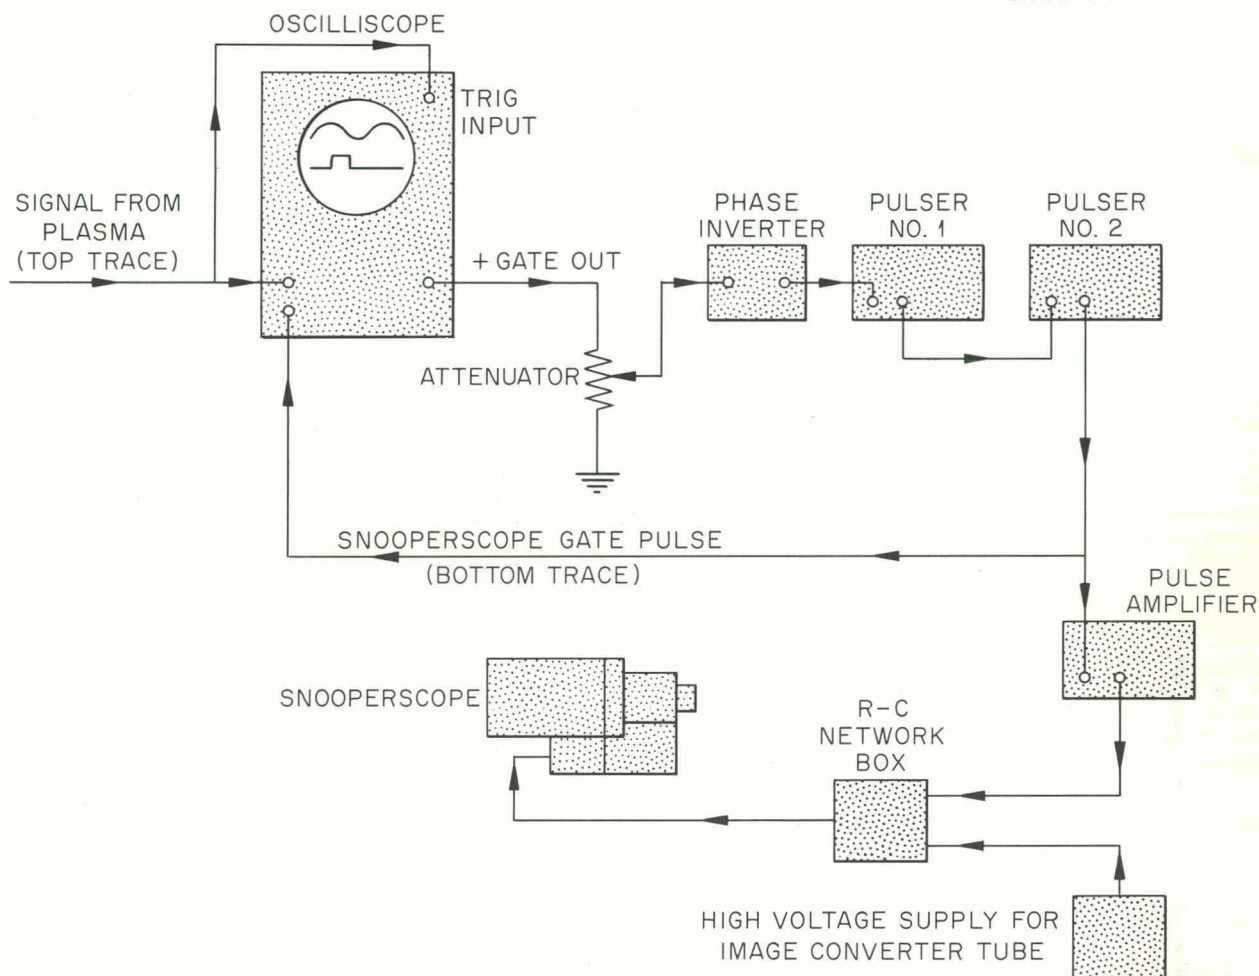 OSCILLISCOPE
TRIG
INPUT
SIGNAL FROM
PLASMA
(TOP TRACE)
+ GATE OUT
PHASE
INVERTER
PULSER
NO. 1
PULSER
NO. 2
ATTENUATOR
SNOOPERSCOPE GATE PULSE
(BOTTOM TRACE)
PULSE
AMPLIFIER
SNOOPERSCOPE
R-C
NETWORK
BOX
HIGH VOLTAGE SUPPLY FOR
IMAGE CONVERTER TUBE